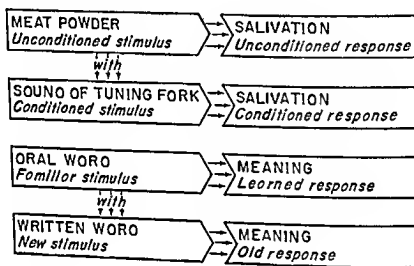 MEAT POWDER
Unconditioned stimulus
SALIVATION
Unconditioned response
with
SOUNO OF TUNING FORK
Conditioned stimulus
SALIVATION
Conditioned response
ORAL WORO
Fomilior stimulus
MEANING
Leorned response
with
WRITTEN WORO
New stimulus
MEANING
Old response